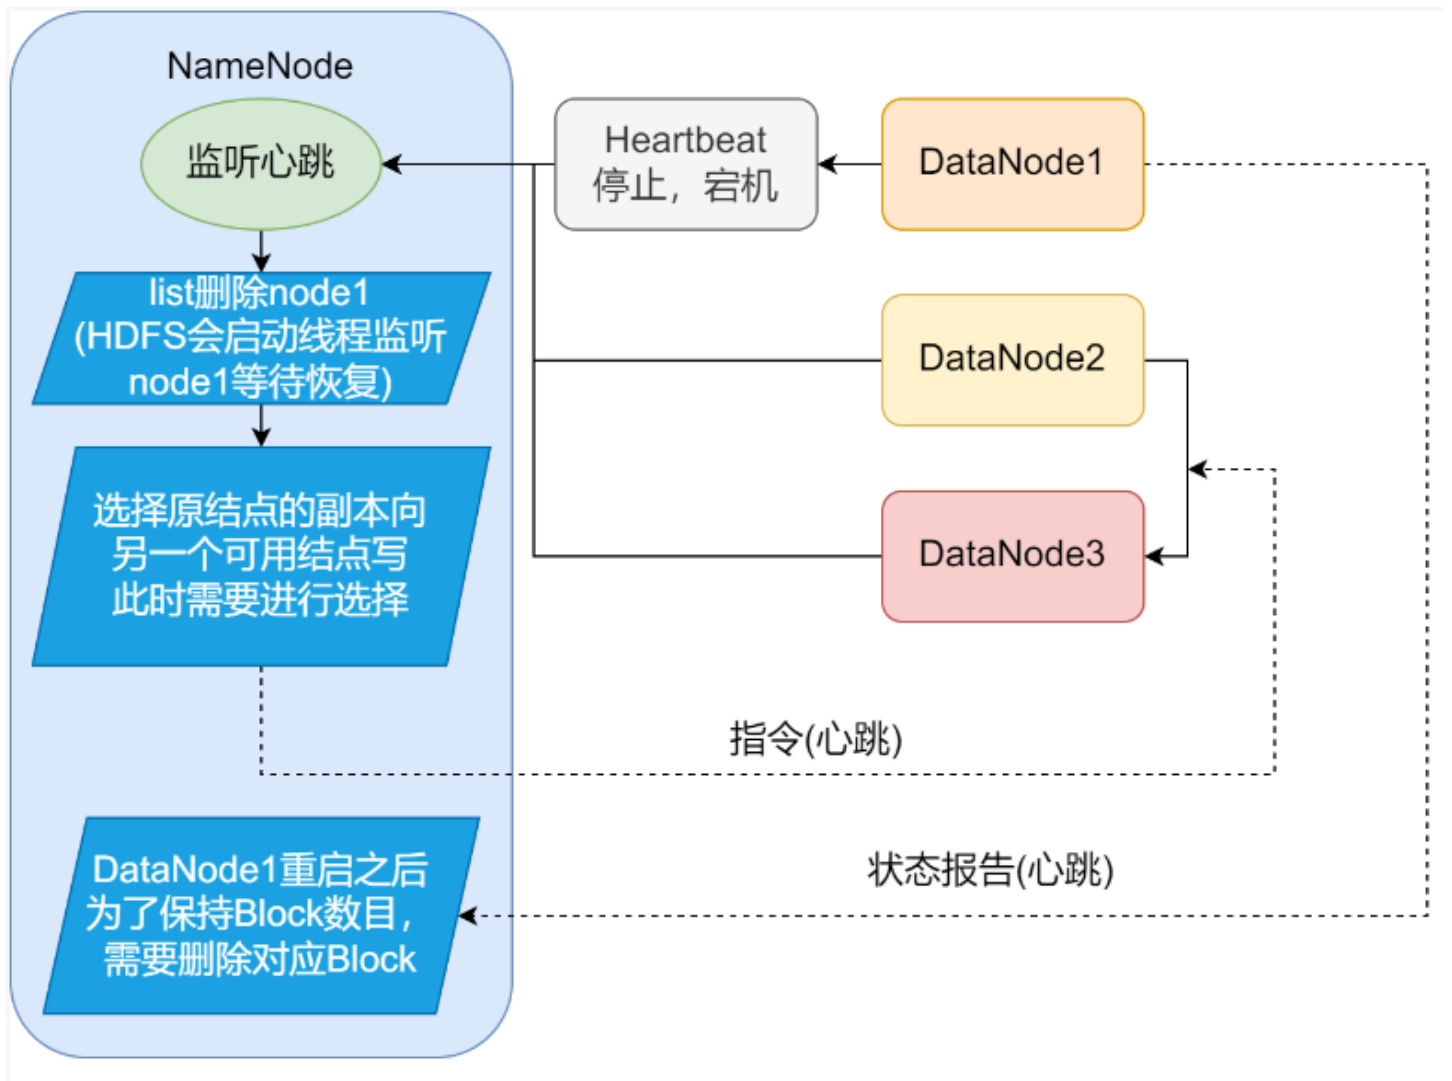 NameNode
监听心跳
Heartbeat
停止，宕机
DataNode1
list删除node1
(HDFS会启动线程监听
node1等待恢复)
DataNode2
选择原结点的副本向
另一个可用结点写
此时需要进行选择
DataNode3
指令(心跳)
DataNode1重启之后
为了保持Block数目，
需要删除对应Block
状态报告(心跳)